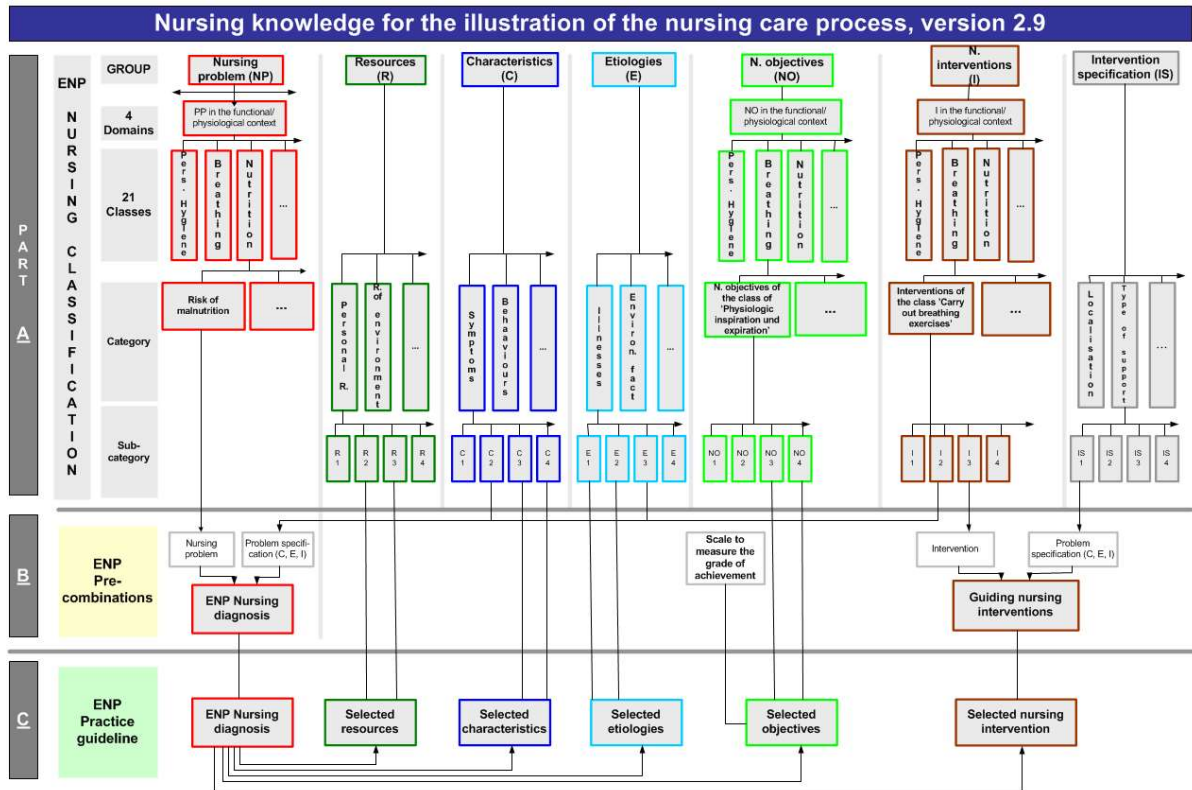 Nursing knowledge for the illustration of the nursing care process, version 2.9
PART
A
ENP NURSING CLASSIFICATION
GROUP
4
Domains
21
Classes
Category
Sub-
category
Nursing
problem (NP)
PP in the functional/
physiological context
Pers. Hygiene
Breathing
Nutrition
...
Risk of
malnutrition
...
Resources
(R)
Personal R.
R. of environment
...
R
1
R
2
R
3
R
4
Characteristics
(C)
Symptoms
Behaviours
...
C
1
C
2
C
3
C
4
Etiologies
(E)
Illnesses
Environ. fact
...
E
1
E
2
E
3
E
4
N. objectives
(NO)
NO in the functional/
physiological context
Pers. Hygiene
Breathing
Nutrition
...
N. objectives of
the class of
'Physiologic
inspiration und
expiration'
...
NO
1
NO
2
NO
3
NO
4
N.
interventions
(I)
I in the functional/
physiological context
Pers. Hygiene
Breathing
Nutrition
...
Interventions of
the class 'Carry
out breathing
exercises'
...
I
1
I
2
I
3
I
4
Intervention
specification (IS)
Localisation
Type of support
...
IS
1
IS
2
IS
3
IS
4
B
ENP
Pre-
combinations
Nursing
problem
Problem specifi-
cation (C, E, I)
ENP Nursing
diagnosis
Scale to
measure the
grade of
achievement
Intervention
Problem
specification (C, E, I)
Guiding nursing
interventions
C
ENP
Practice
guideline
ENP Nursing
diagnosis
Selected
resources
Selected
characteristics
Selected
etiologies
Selected
objectives
Selected nursing
intervention